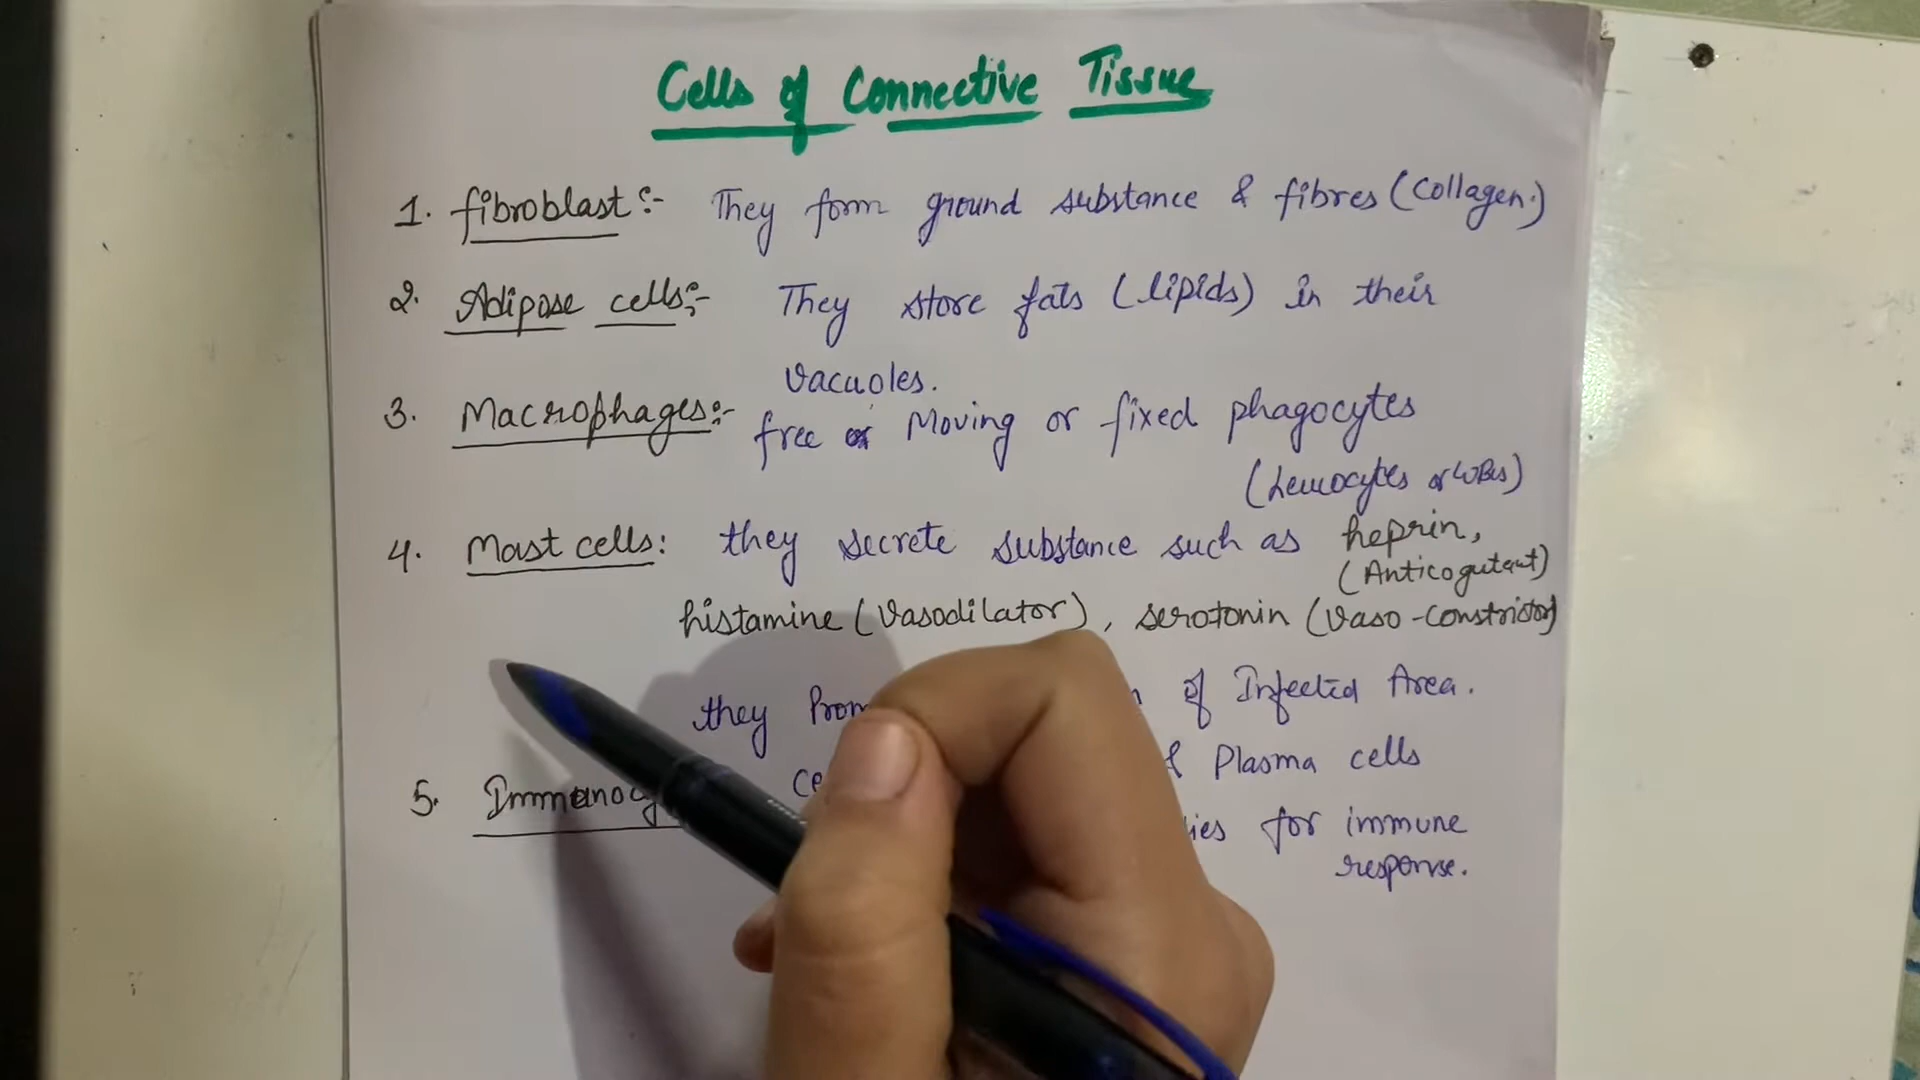 Cells of Connective Tissue
1. fibroblast :- They form ground substance & fibres (Collagen.)
2. Adipose cells:- They store fats (lipids) in their
vacuoles.
3. Macrophages:- free or Moving or fixed phagocytes
(Leucocytes or WBCs)
4. Mast cells: they secrete substance such as heprin,
(Anticogutant)
histamine (Vasodilator), serotonin (Vaso-Constrictor)
they of Infected Area.
Plasma cells
5.
for immune
response.